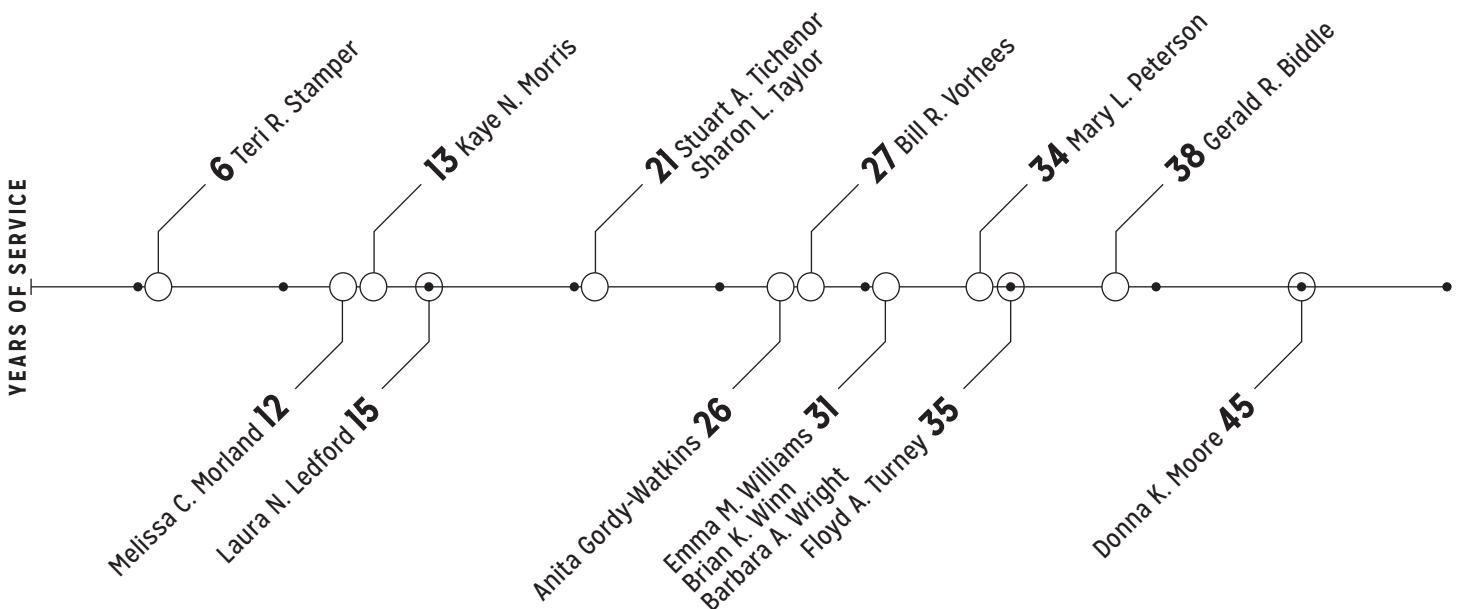 YEARS OF SERVICE
6 Teri R. Stamper
13 Kaye N. Morris
21 Stuart A. Tichenor
Sharon L. Taylor
27 Bill R. Vorhees
34 Mary L. Peterson
38 Gerald R. Biddle
Melissa C. Morland 12
Laura N. Ledford 15
Anita Gordy-Watkins 26
Emma M. Williams 31
Brian K. Winn
Barbara A. Wright
Floyd A. Turney 35
Donna K. Moore 45